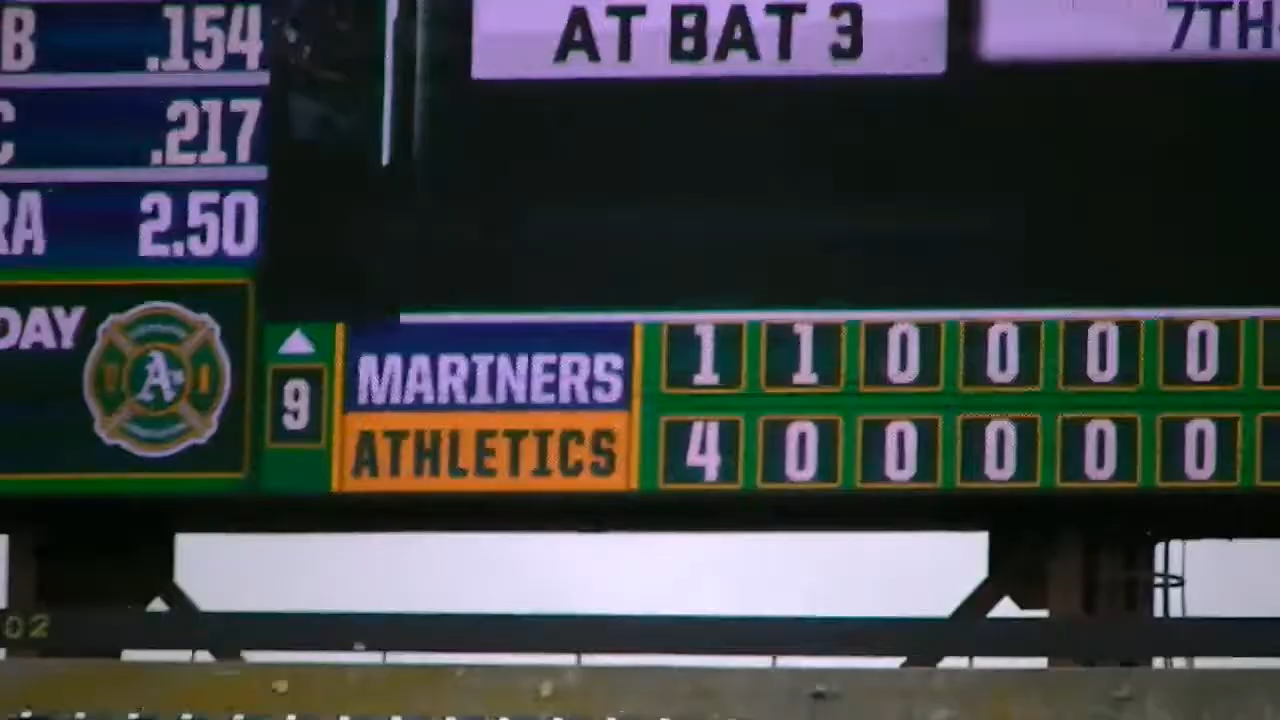 B .154
AT BAT 3
7TH
C .217
RA 2.50
DAY
A's
9
MARINERS 1 1 0 0 0 0
ATHLETICS 4 0 0 0 0 0
02